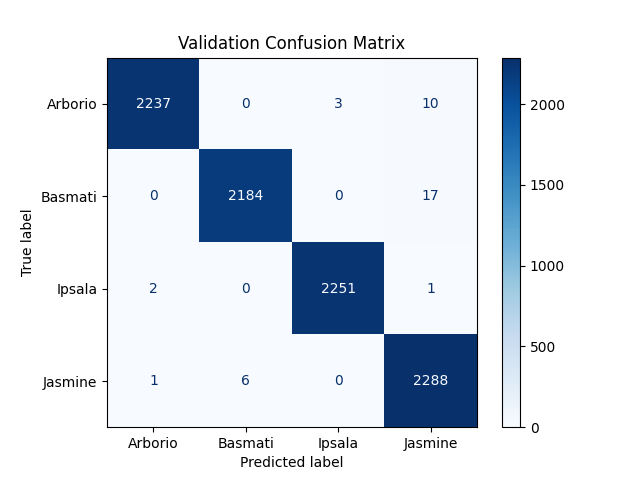 Validation Confusion Matrix
Arborio 2237 0 3 10
Basmati 0 2184 0 17
Ipsala 2 0 2251 1
Jasmine 1 6 0 2288
Arborio Basmati Ipsala Jasmine
Predicted label
True label
2000
1500
1000
500
0